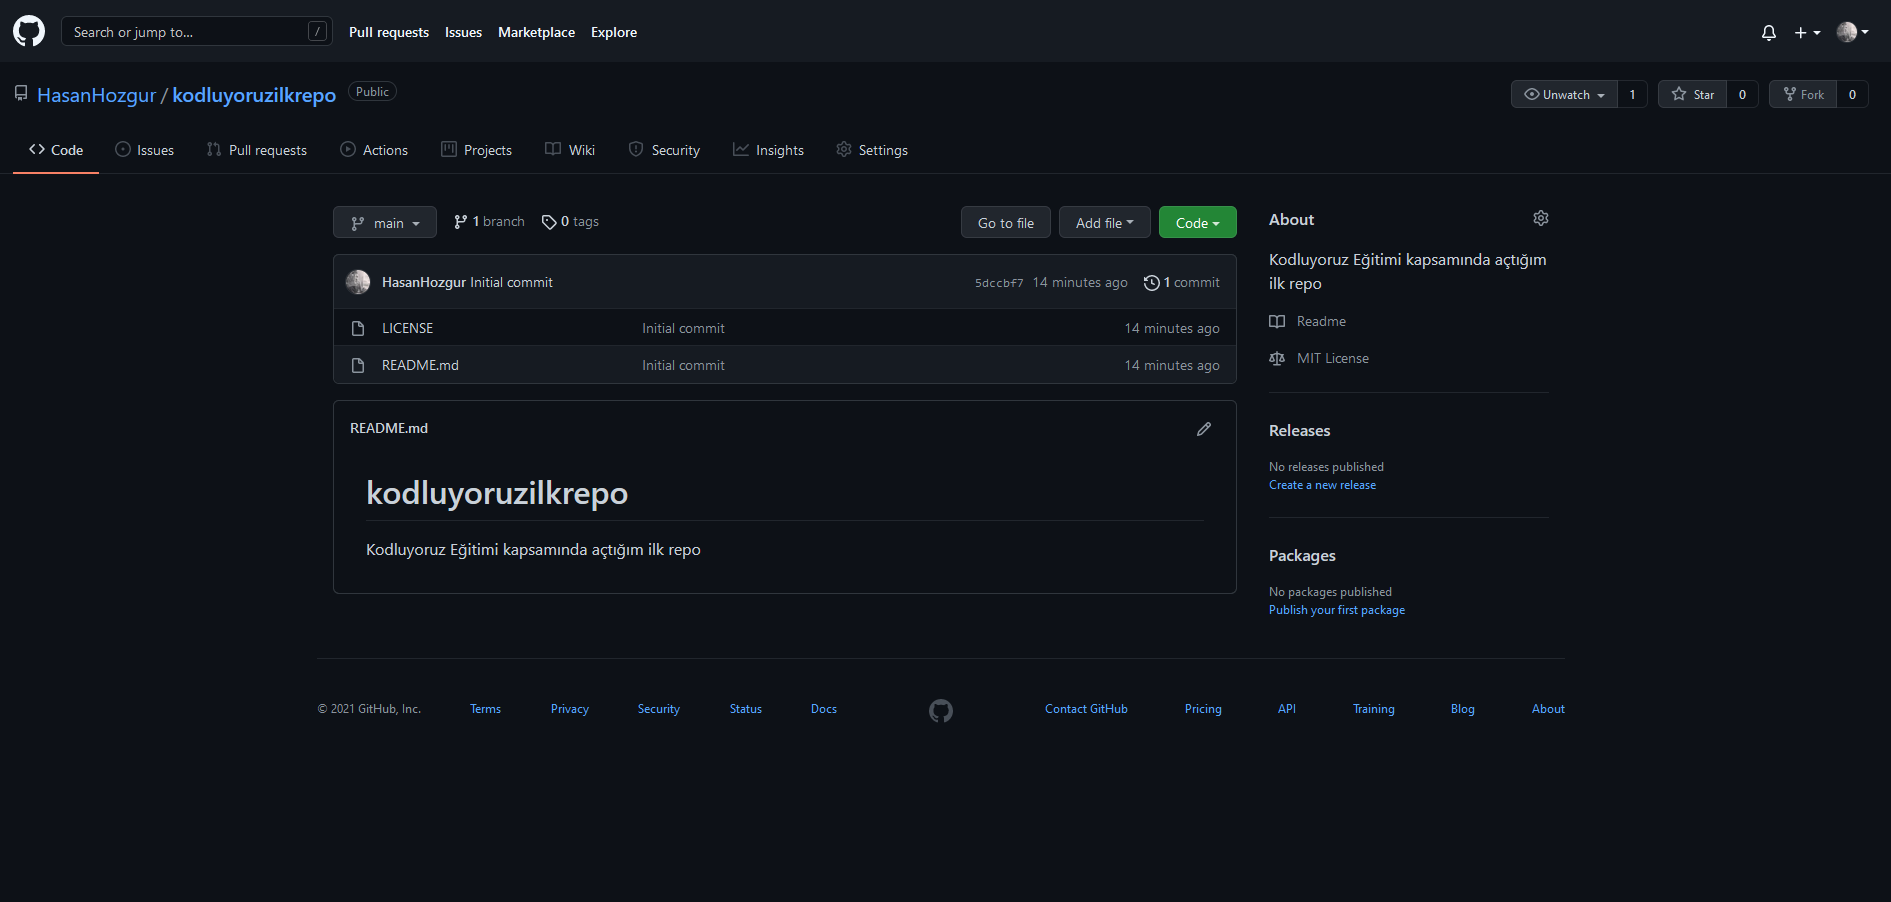 Search or jump to... /
Pull requests Issues Marketplace Explore
HasanHozgur / kodluyoruzilkrepo Public
Unwatch 1 Star 0 Fork 0
Code Issues Pull requests Actions Projects Wiki Security Insights Settings
main 1 branch 0 tags Go to file Add file Code
HasanHozgur Initial commit 5dccbf7 14 minutes ago 1 commit
LICENSE Initial commit 14 minutes ago
README.md Initial commit 14 minutes ago
README.md
kodluyoruzilkrepo
Kodluyoruz Eğitimi kapsamında açtığım ilk repo
About
Kodluyoruz Eğitimi kapsamında açtığım
ilk repo
Readme
MIT License
Releases
No releases published
Create a new release
Packages
No packages published
Publish your first package
© 2021 GitHub, Inc. Terms Privacy Security Status Docs Contact GitHub Pricing API Training Blog About